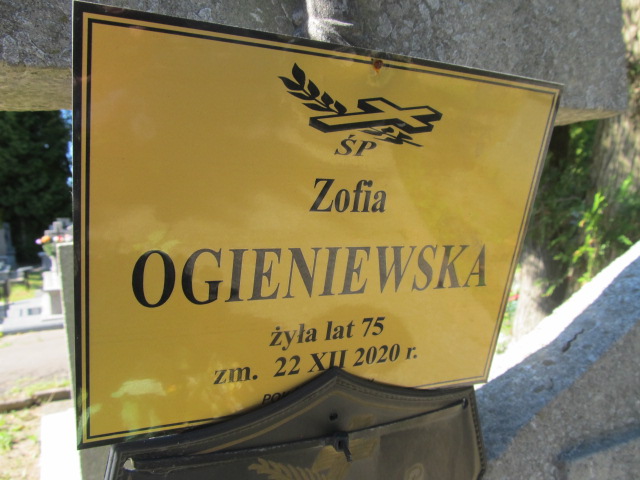 ŚP
Zofia
OGIENIEWSKA
żyła lat 75
zm. 22 XII 2020 r.